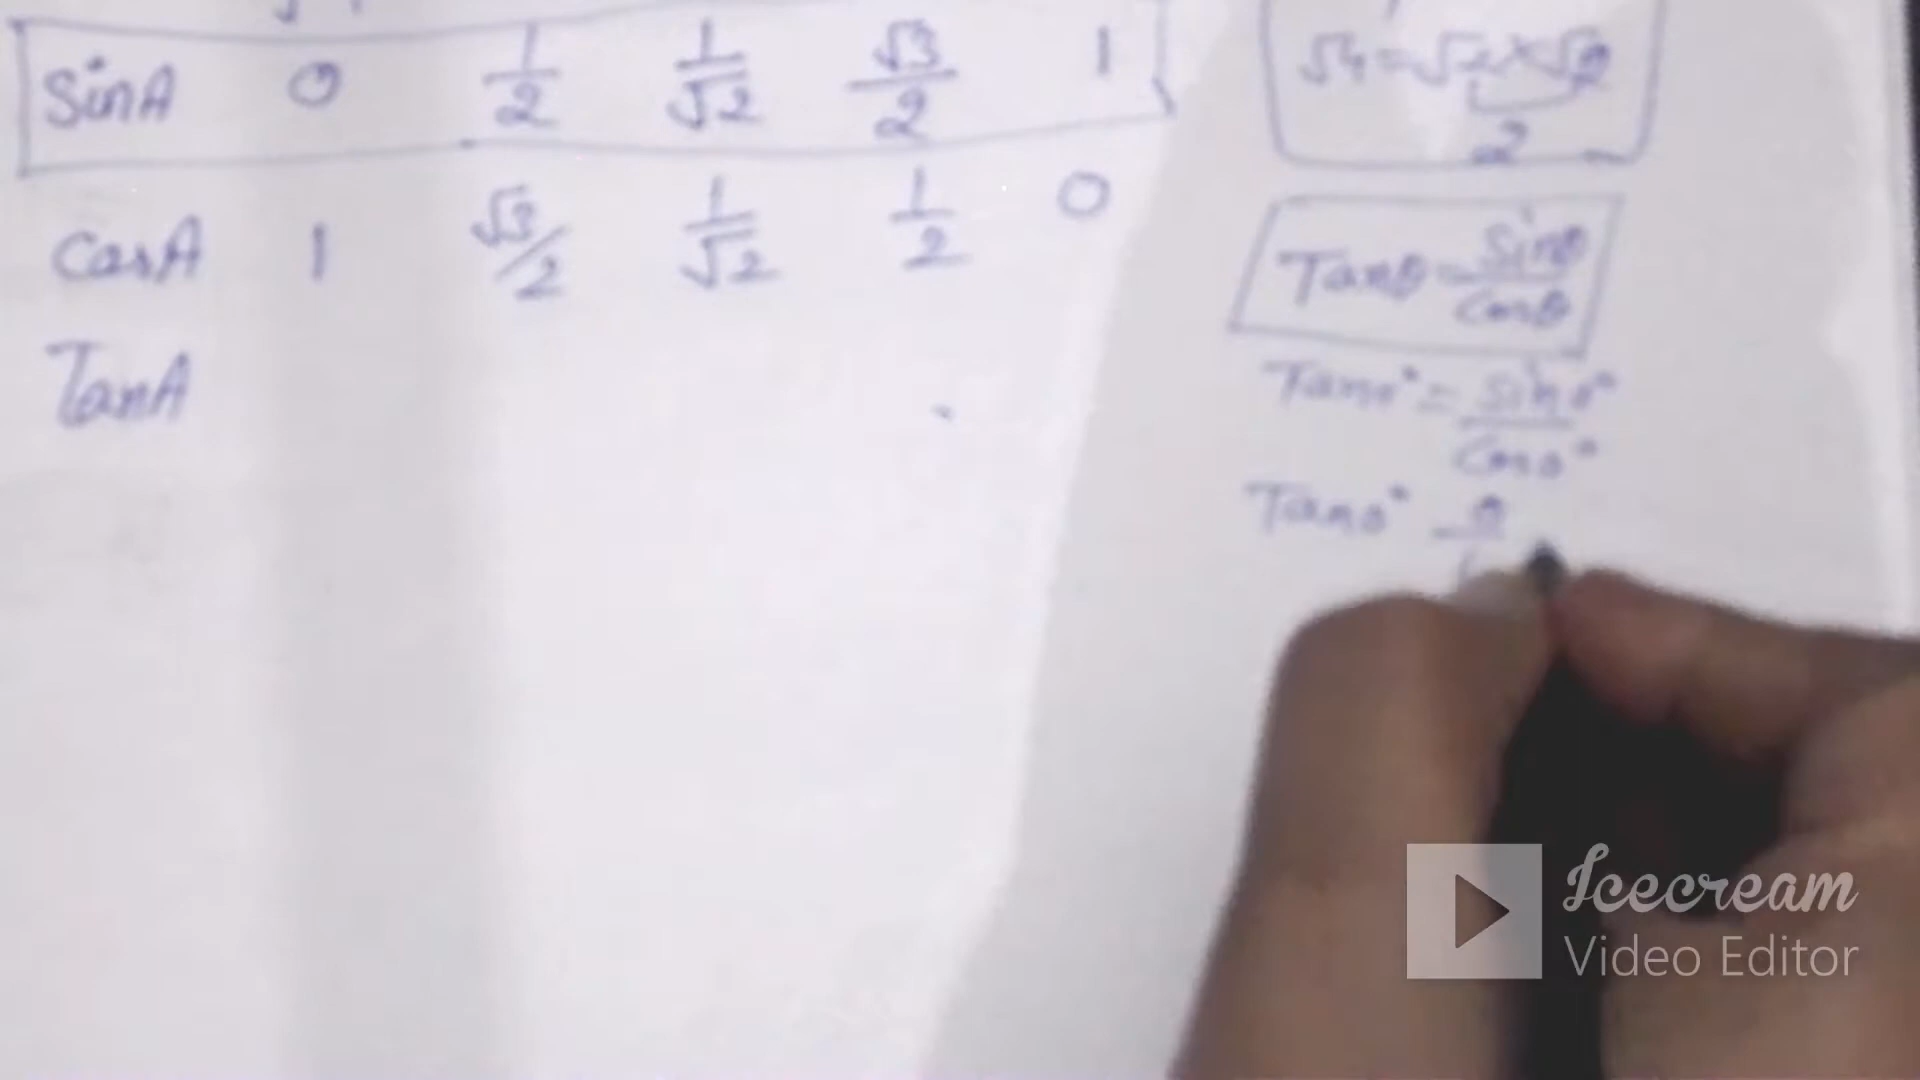 SinA 0 1/2 1/√2 √3/2 1
CosA 1 √3/2 1/√2 1/2 0
TanA
√4=√2×√2
2
Tanθ=Sinθ/Cosθ
Tan0°=Sin0°/Cos0°
Tan0° 0/1
Icecream
Video Editor